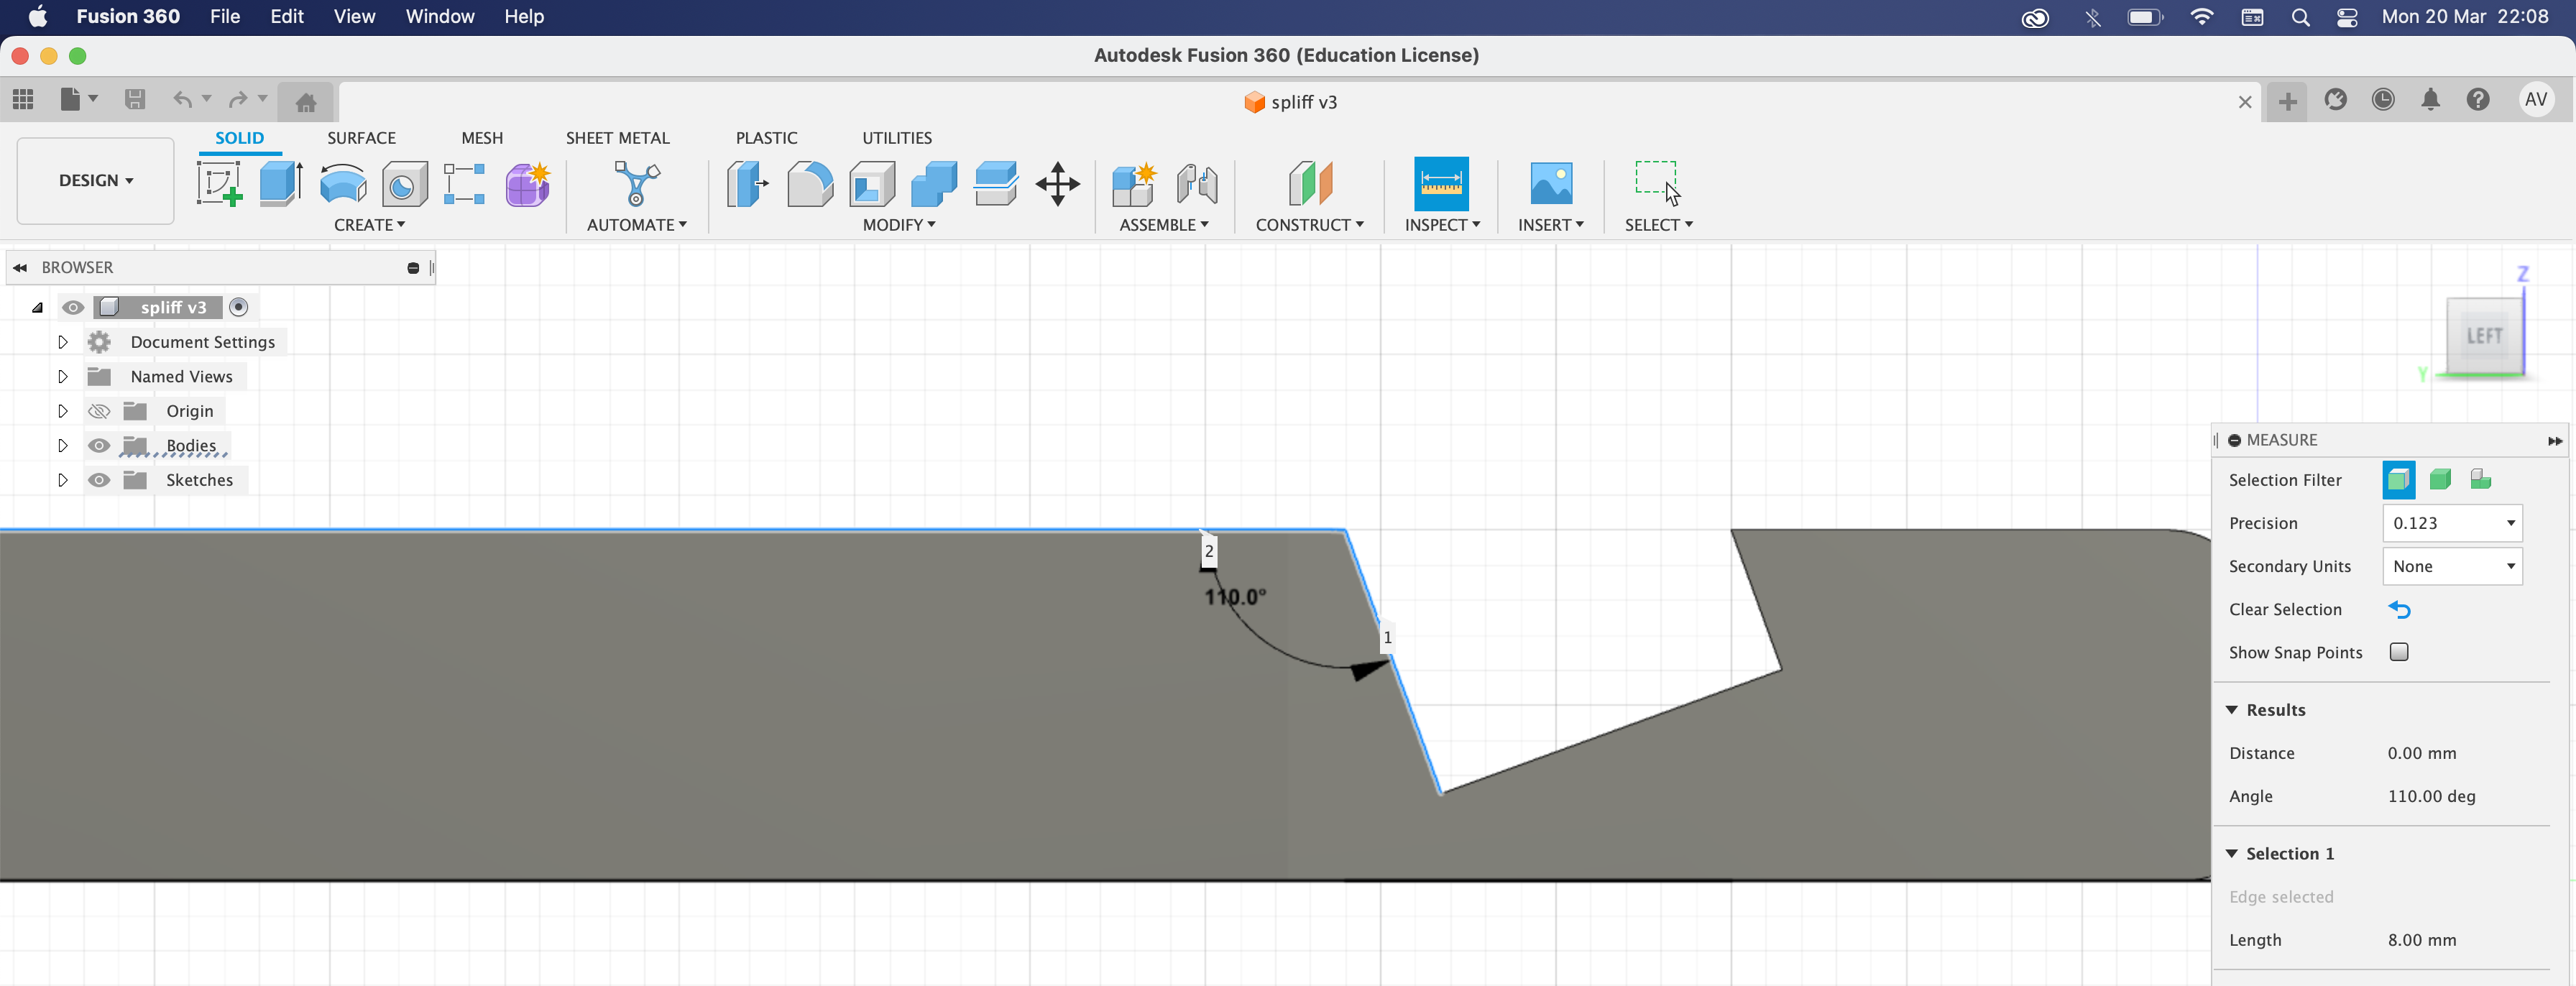 Fusion 360 File Edit View Window Help Mon 20 Mar 22:08
Autodesk Fusion 360 (Education License)
spliff v3 AV
SOLID SURFACE MESH SHEET METAL PLASTIC UTILITIES
DESIGN
CREATE AUTOMATE MODIFY ASSEMBLE CONSTRUCT INSPECT INSERT SELECT
BROWSER
spliff v3
Document Settings
Named Views
Origin
Bodies
Sketches
Z
LEFT
Y
2
110.0°
1
MEASURE
Selection Filter
Precision 0.123
Secondary Units None
Clear Selection
Show Snap Points
Results
Distance 0.00 mm
Angle 110.00 deg
Selection 1
Edge selected
Length 8.00 mm